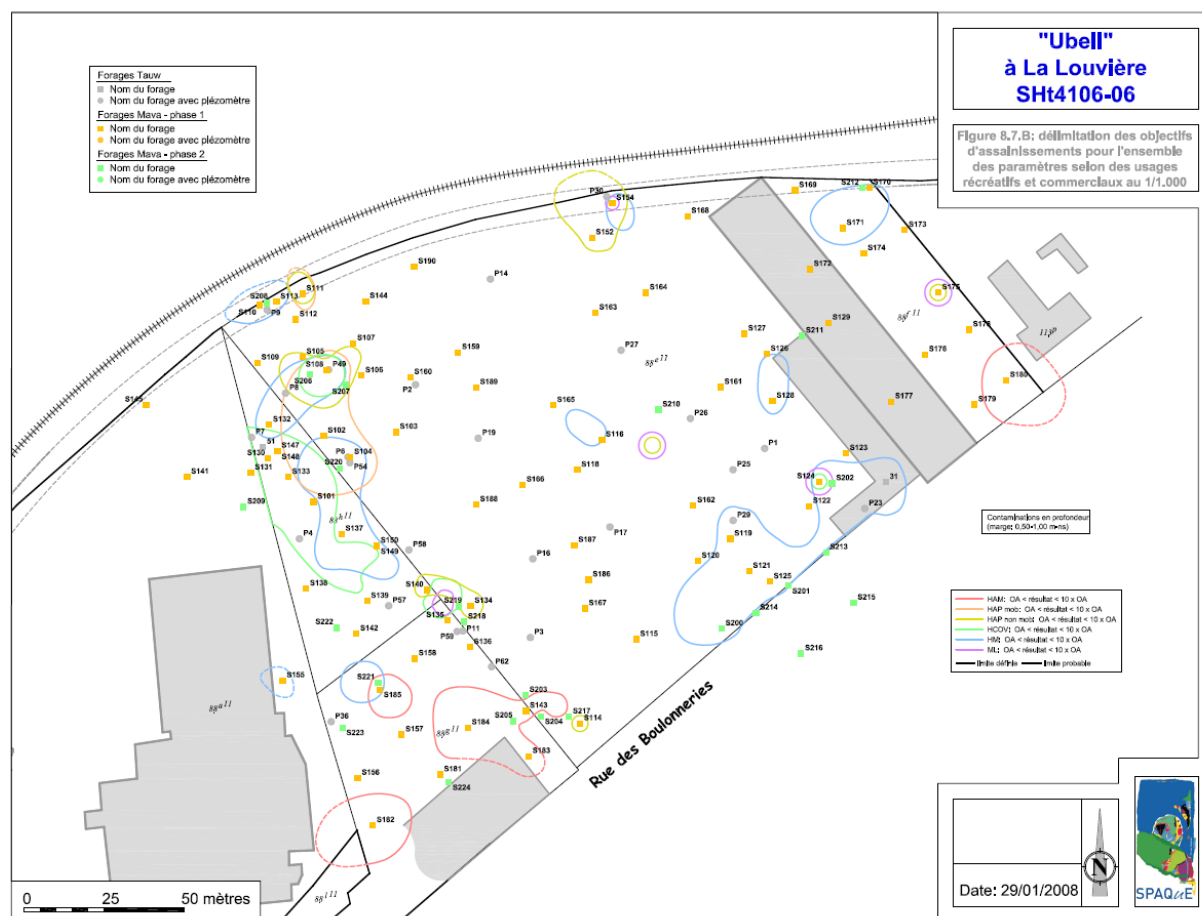 "Ubell"
à La Louvière
SHt4106-06
Figure 8.7.B: délimitation des objectifs
d'assainissements pour l'ensemble
des paramètres selon des usages
récréatifs et commerciaux au 1/1.000
Forages Tauw
Nom du forage
Nom du forage avec piézomètre
Forages Mava - phase 1
Nom du forage
Nom du forage avec piézomètre
Forages Mava - phase 2
Nom du forage
Nom du forage avec piézomètre
P30
S154
S152
S168
S169
S212
S170
S171
S173
S174
S172
S190
P14
S164
S163
S175
S208
S113
S111
S110
P9
S112
S144
S129
S211
S127
S126
S178
S176
P27
88e11
88f11
S107
S105
S109
S108
P49
S206
S106
P8
S207
S159
S160
P2
S189
S161
S128
S180
S179
S177
S145
S165
S210
P26
S132
S102
S103
P19
S116
P7
51
S147
S130
S148
P6
S104
P54
S220
P1
S123
S131
S133
S141
S118
P25
S124
S202
31
S166
S101
S188
S162
S122
P23
S209
88h11
P29
Contaminations en profondeur
(marge: 0,50-1,00 m-ns)
P4
S137
P17
S119
S150
S149
P58
S187
P16
S213
S120
S121
S125
S186
S201
S138
S140
S139
P57
S219
S134
S135
S218
S167
S214
S215
S200
S222
S142
P59
P11
S136
P3
S115
S216
S158
P62
S155
S221
S185
88a11
88g11
S203
S143
S205
S204
S217
S114
P36
S223
S157
S184
S183
S156
S181
S224
S182
88l11
Rue des Boulonneries
HAM: OA < résultat < 10 x OA
HAP mob: OA < résultat < 10 x OA
HAP non mob: OA < résultat < 10 x OA
HCOV: OA < résultat < 10 x OA
HM: OA < résultat < 10 x OA
ML: OA < résultat < 10 x OA
limite définie
limite probable
0 25 50 mètres
Date: 29/01/2008
N
SPAQuE